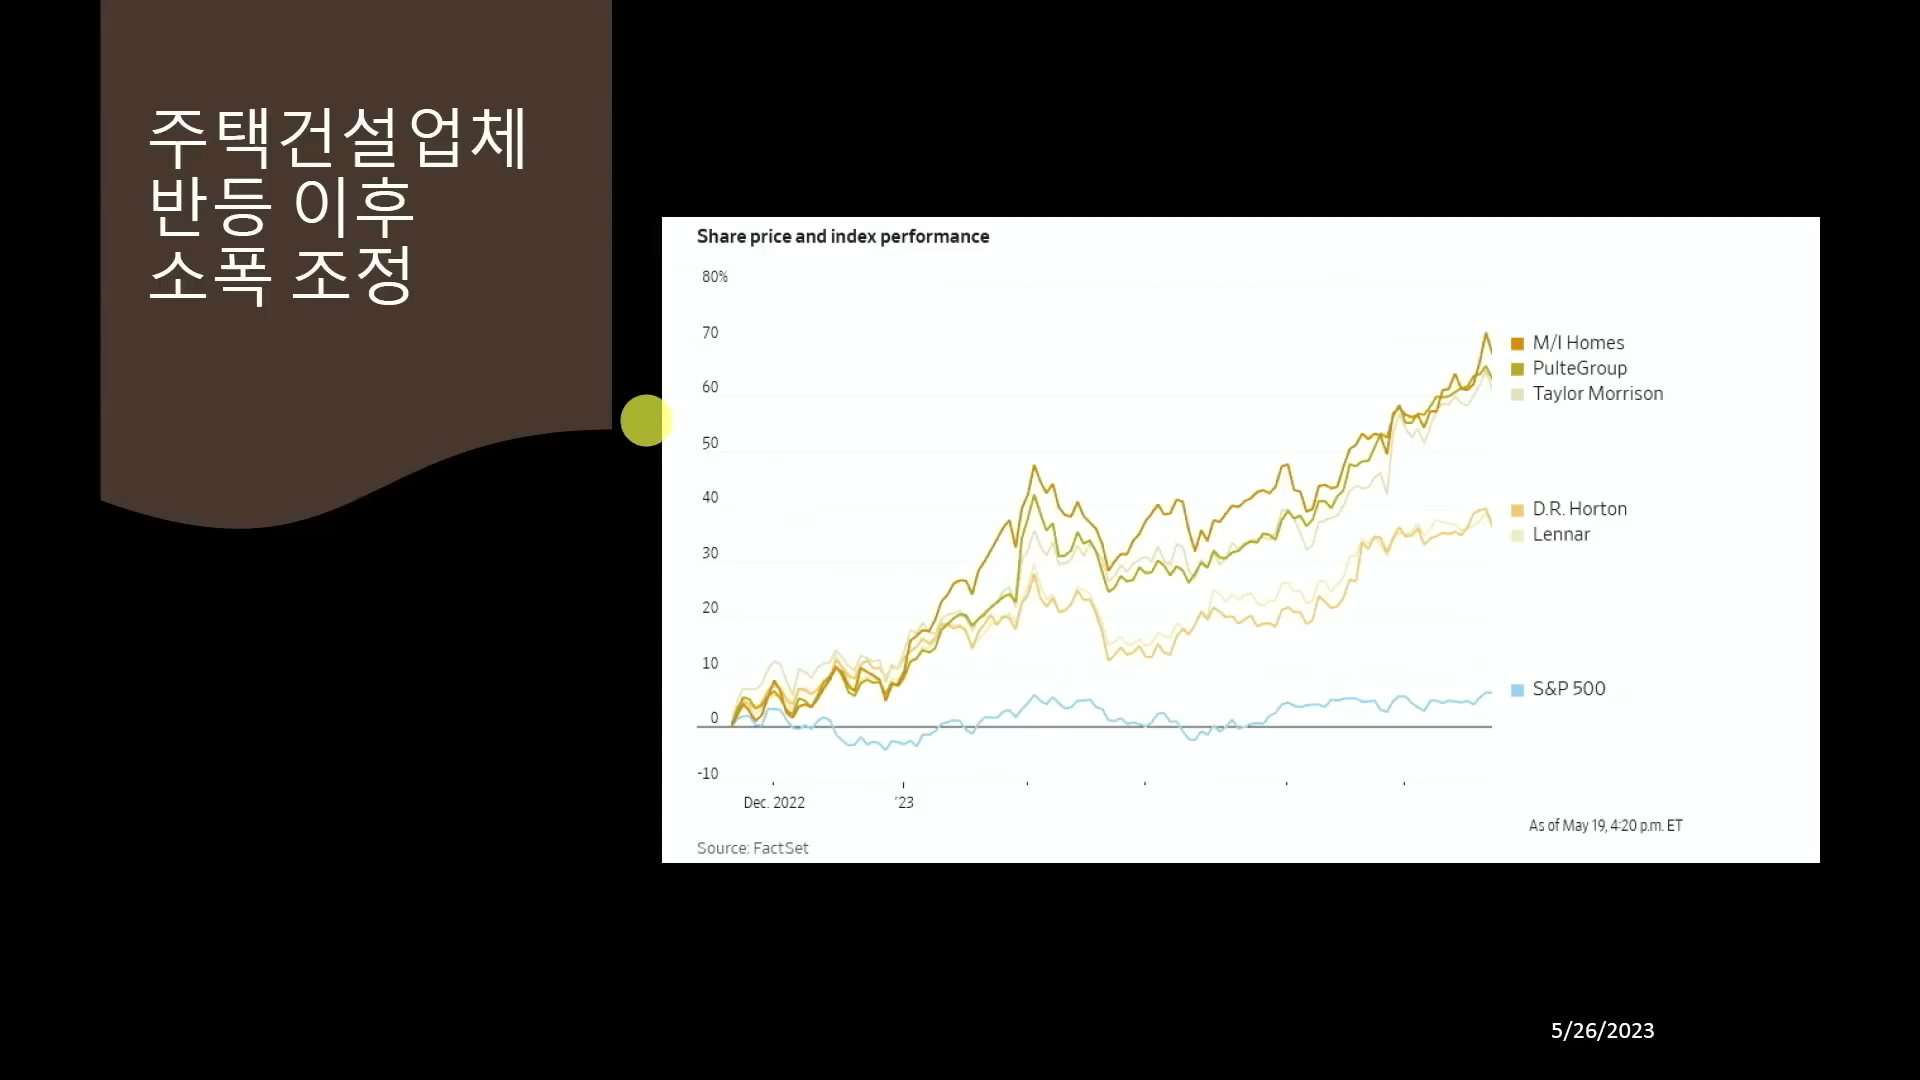 주택건설업체
반등 이후
소폭 조정
Share price and index performance
80%
70
60
50
40
30
20
10
0
-10
Dec. 2022
'23
M/I Homes
PulteGroup
Taylor Morrison
D.R. Horton
Lennar
S&P 500
As of May 19, 4:20 p.m. ET
Source: FactSet
5/26/2023